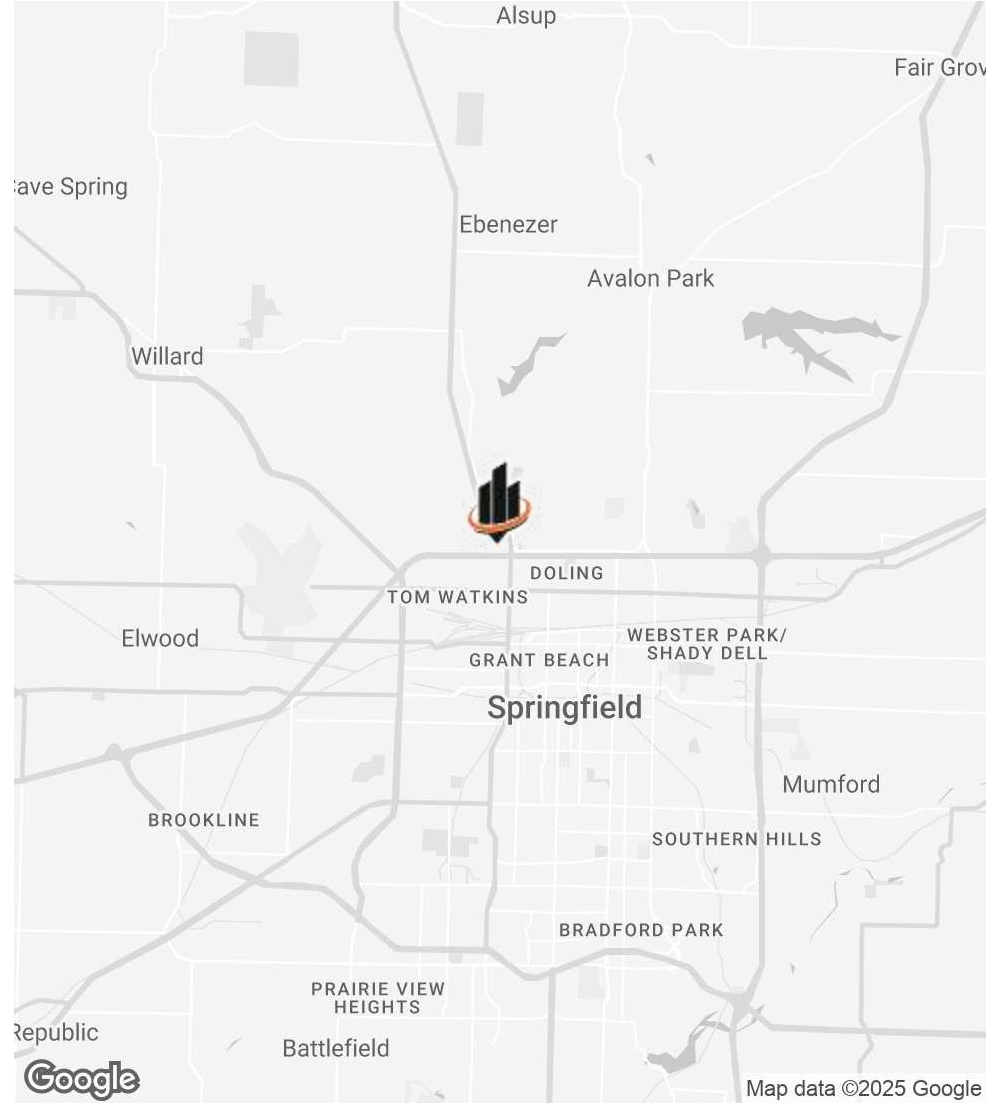 Alsup
Fair Grov
Cave Spring
Ebenezer
Avalon Park
Willard
DOLING
TOM WATKINS
Elwood
WEBSTER PARK/
SHADY DELL
GRANT BEACH
Springfield
Mumford
BROOKLINE
SOUTHERN HILLS
BRADFORD PARK
PRAIRIE VIEW
HEIGHTS
Republic
Battlefield
Google
Map data ©2025 Google